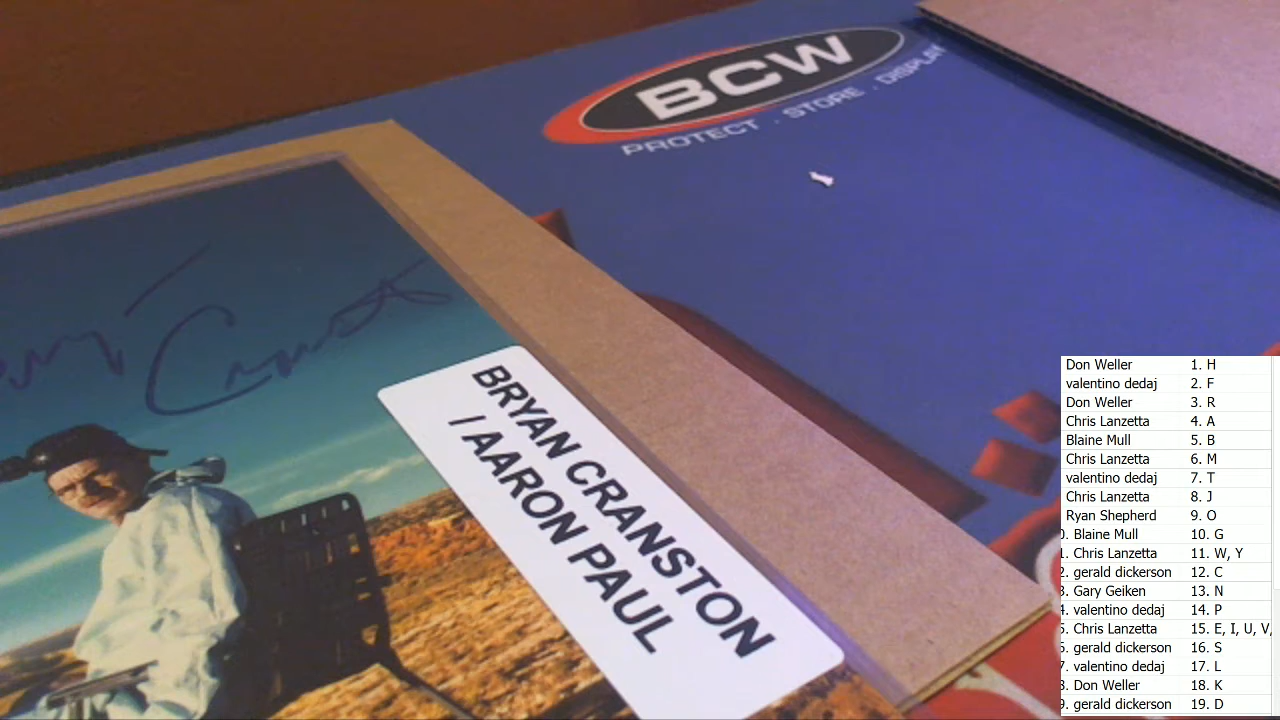 BCW
PROTECT . STORE . DISPLAY
Cranston
BRYAN CRANSTON
/ AARON PAUL
Don Weller 1. H
valentino dedaj 2. F
Don Weller 3. R
Chris Lanzetta 4. A
Blaine Mull 5. B
Chris Lanzetta 6. M
valentino dedaj 7. T
Chris Lanzetta 8. J
Ryan Shepherd 9. O
Blaine Mull 10. G
Chris Lanzetta 11. W, Y
gerald dickerson 12. C
Gary Geiken 13. N
valentino dedaj 14. P
Chris Lanzetta 15. E, I, U, V,
gerald dickerson 16. S
valentino dedaj 17. L
Don Weller 18. K
gerald dickerson 19. D